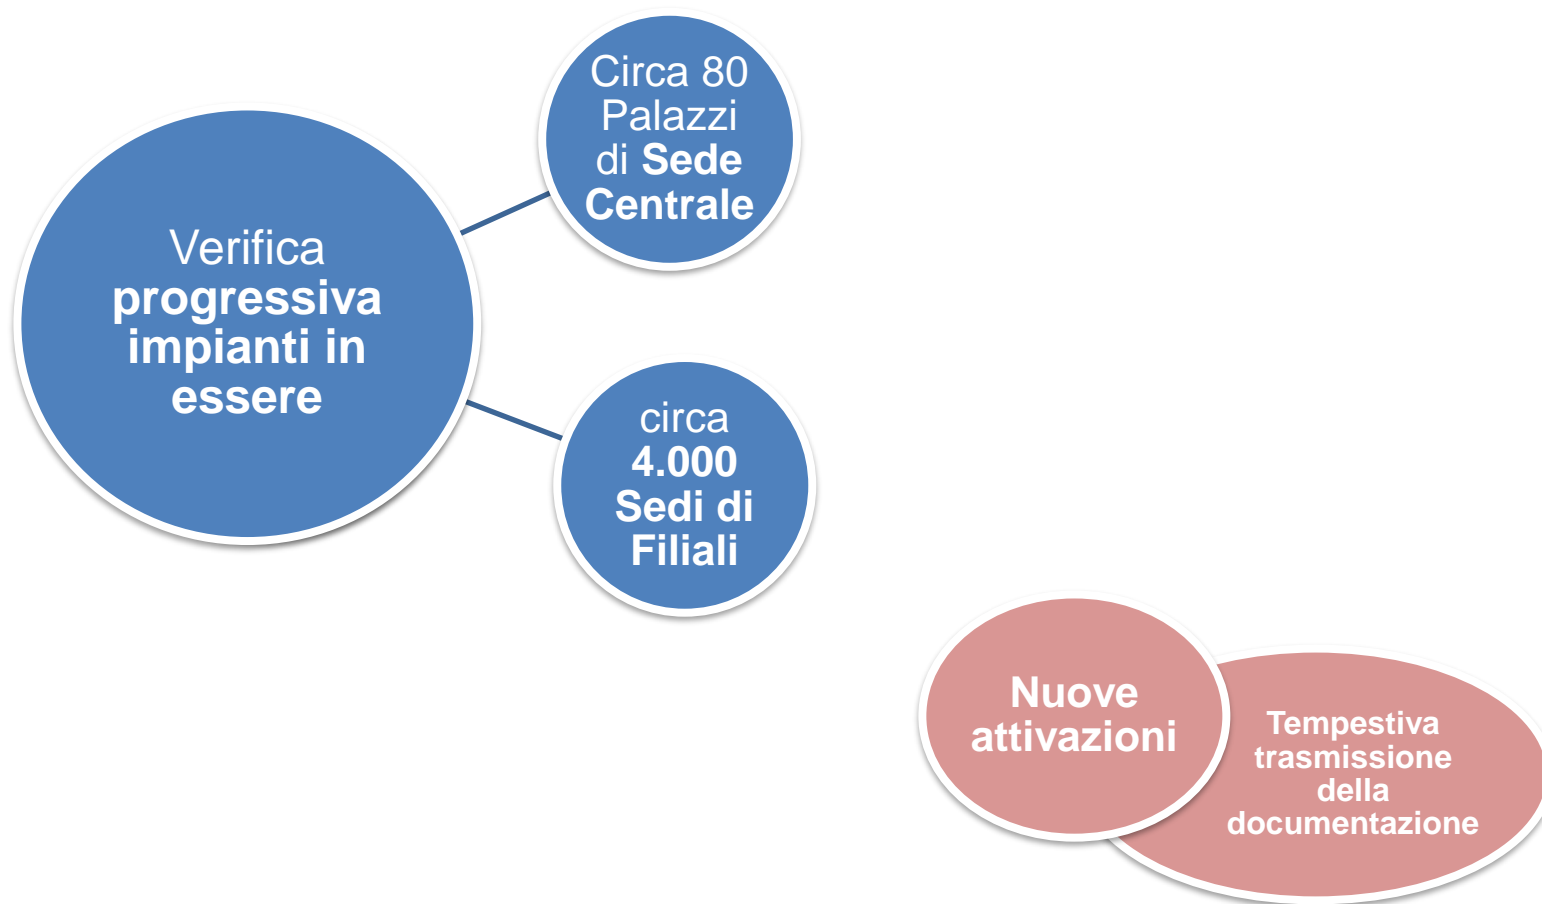 Circa 80
Palazzi
di Sede
Centrale
Verifica
progressiva
impianti in
essere
circa
4.000
Sedi di
Filiali
Nuove
attivazioni
Tempestiva
trasmissione
della
documentazione